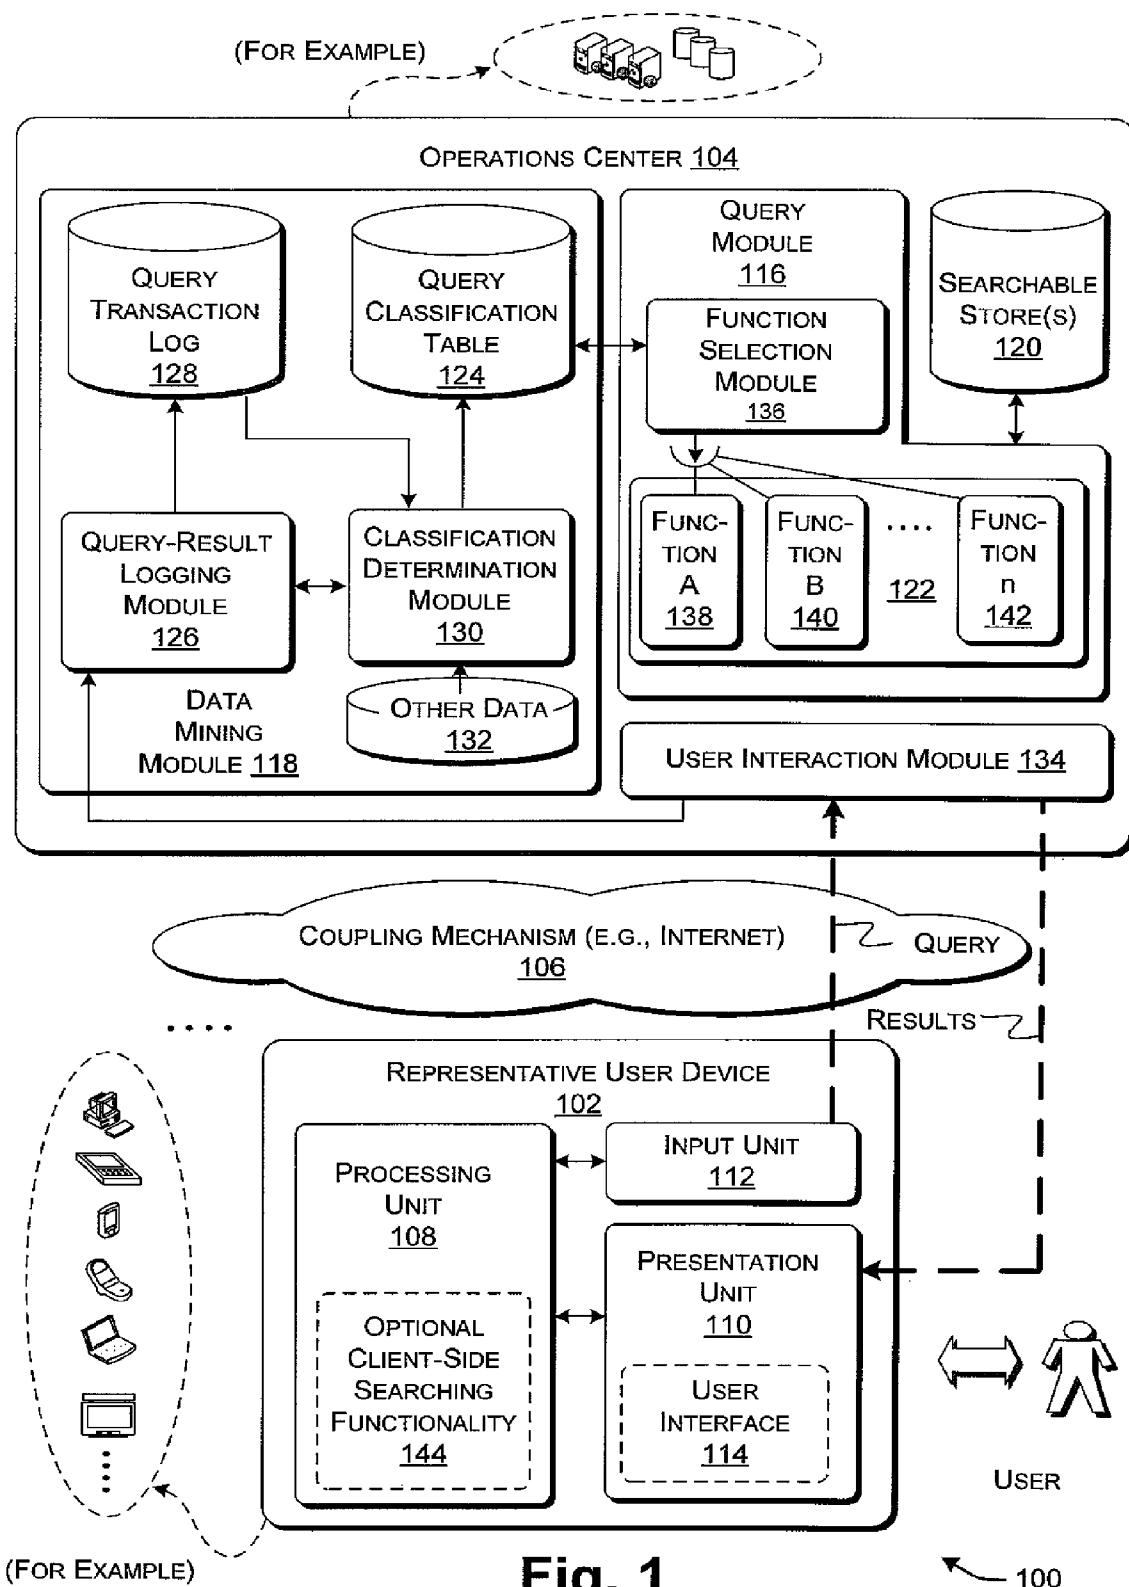 (FOR EXAMPLE)
OPERATIONS CENTER 104
QUERY
TRANSACTION
LOG
128
QUERY
CLASSIFICATION
TABLE
124
QUERY
MODULE
116
FUNCTION
SELECTION
MODULE
136
SEARCHABLE
STORE(S)
120
QUERY-RESULT
LOGGING
MODULE
126
CLASSIFICATION
DETERMINATION
MODULE
130
FUNC-
TION
A
138
FUNC-
TION
B
140
....
122
FUNC-
TION
n
142
DATA
MINING
MODULE 118
OTHER DATA
132
USER INTERACTION MODULE 134
COUPLING MECHANISM (E.G., INTERNET)
106
QUERY
RESULTS
....
REPRESENTATIVE USER DEVICE
102
PROCESSING
UNIT
108
INPUT UNIT
112
PRESENTATION
UNIT
110
OPTIONAL
CLIENT-SIDE
SEARCHING
FUNCTIONALITY
144
USER
INTERFACE
114
USER
(FOR EXAMPLE)
Fig. 1
100